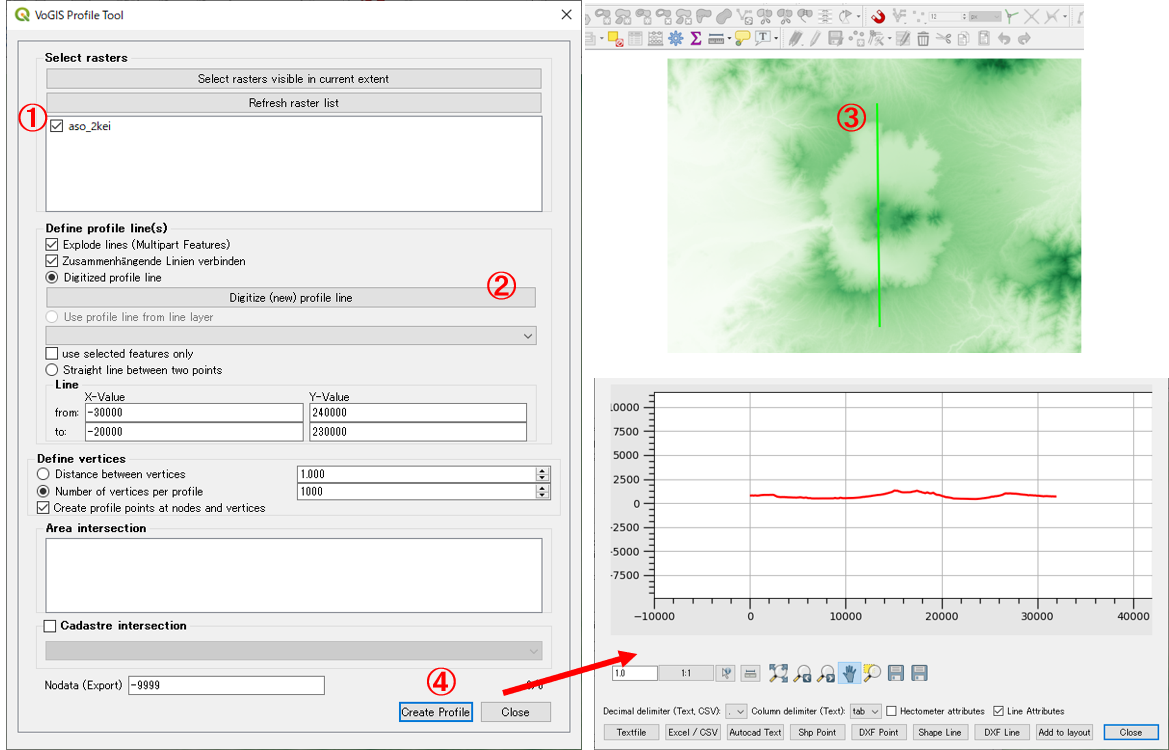 VoGIS Profile Tool
Select rasters
Select rasters visible in current extent
Refresh raster list
①
aso_2kei
Define profile line(s)
Explode lines (Multipart Features)
Zusammenhängende Linien verbinden
Digitized profile line
②
Digitize (new) profile line
Use profile line from line layer
use selected features only
Straight line between two points
Line
X-Value Y-Value
from: -30000 240000
to: -20000 230000
Define vertices
Distance between vertices 1.000
Number of vertices per profile 1000
Create profile points at nodes and vertices
Area intersection
Cadastre intersection
Nodata (Export) -9999
④
Create Profile Close
12 px
③
10000
7500
5000
2500
0
-2500
-5000
-7500
-10000 0 10000 20000 30000 40000
1.0 1:1
Decimal delimiter (Text, CSV): . Column delimiter (Text): tab Hectometer attributes Line Attributes
Textfile Excel / CSV Autocad Text Shp Point DXF Point Shape Line DXF Line Add to layout Close